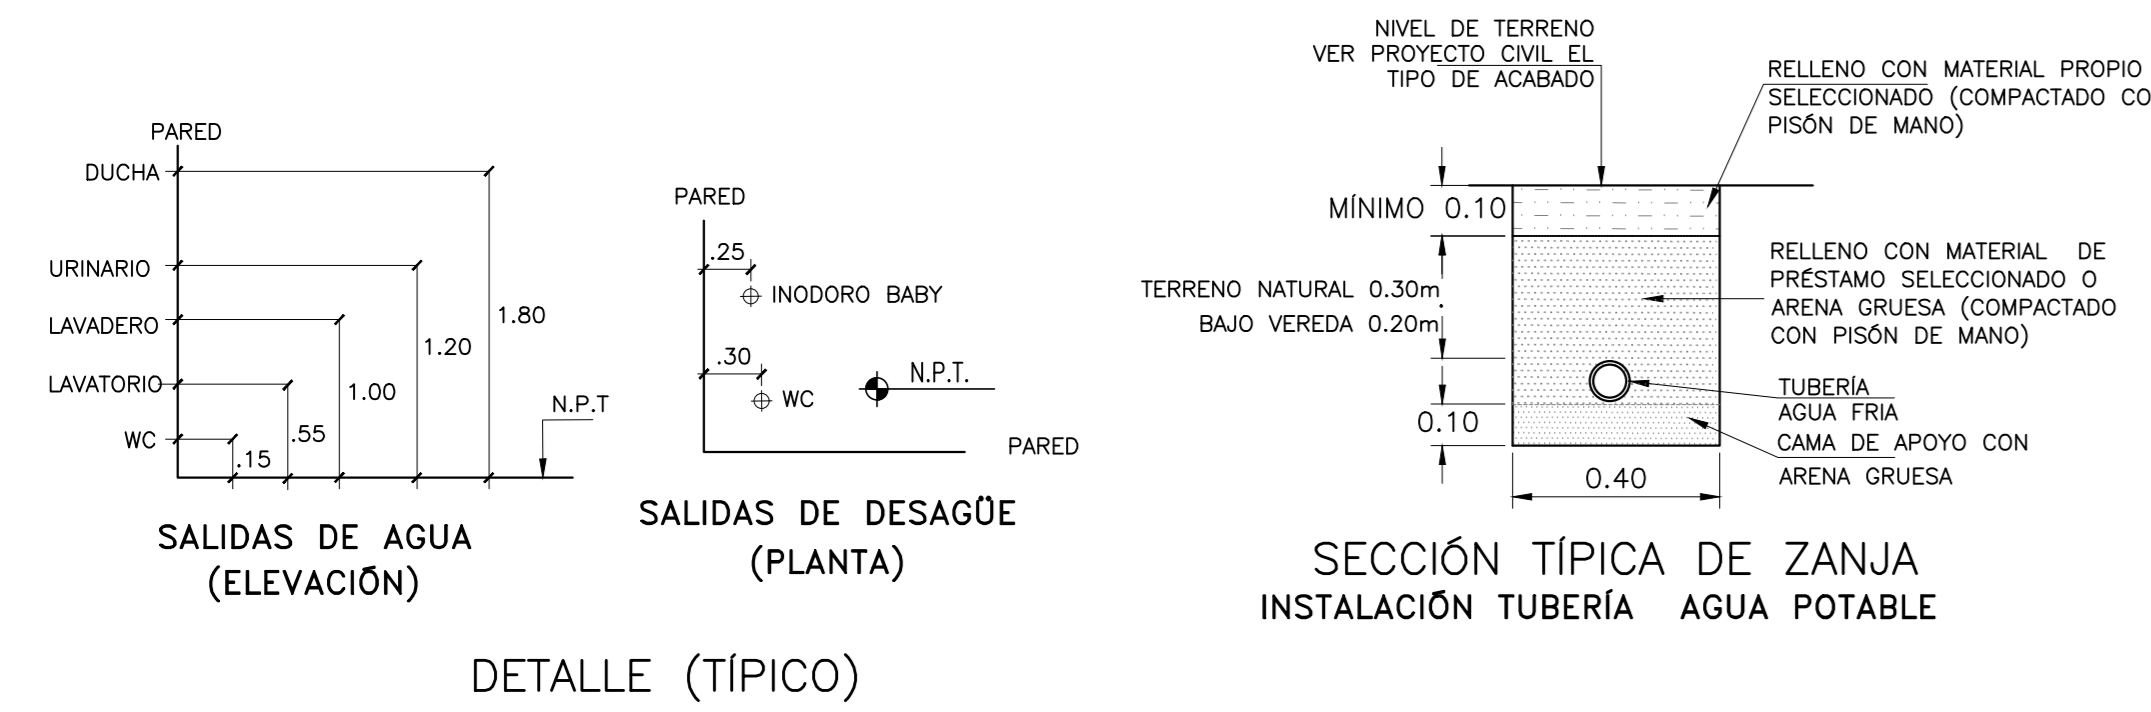 PARED
DUCHA
URINARIO
LAVADERO
LAVATORIO
WC
.15
.55
1.00
1.20
1.80
N.P.T
SALIDAS DE AGUA
(ELEVACIÓN)
PARED
.25
INODORO BABY
.30
WC
N.P.T.
PARED
SALIDAS DE DESAGÜE
(PLANTA)
DETALLE (TÍPICO)
NIVEL DE TERRENO
VER PROYECTO CIVIL EL
TIPO DE ACABADO
RELLENO CON MATERIAL PROPIO
SELECCIONADO (COMPACTADO CO
PISÓN DE MANO)
MÍNIMO 0.10
RELLENO CON MATERIAL DE
PRÉSTAMO SELECCIONADO O
ARENA GRUESA (COMPACTADO
CON PISÓN DE MANO)
TERRENO NATURAL 0.30m.
BAJO VEREDA 0.20m.
TUBERÍA
AGUA FRIA
0.10
CAMA DE APOYO CON
ARENA GRUESA
0.40
SECCIÓN TÍPICA DE ZANJA
INSTALACIÓN TUBERÍA AGUA POTABLE